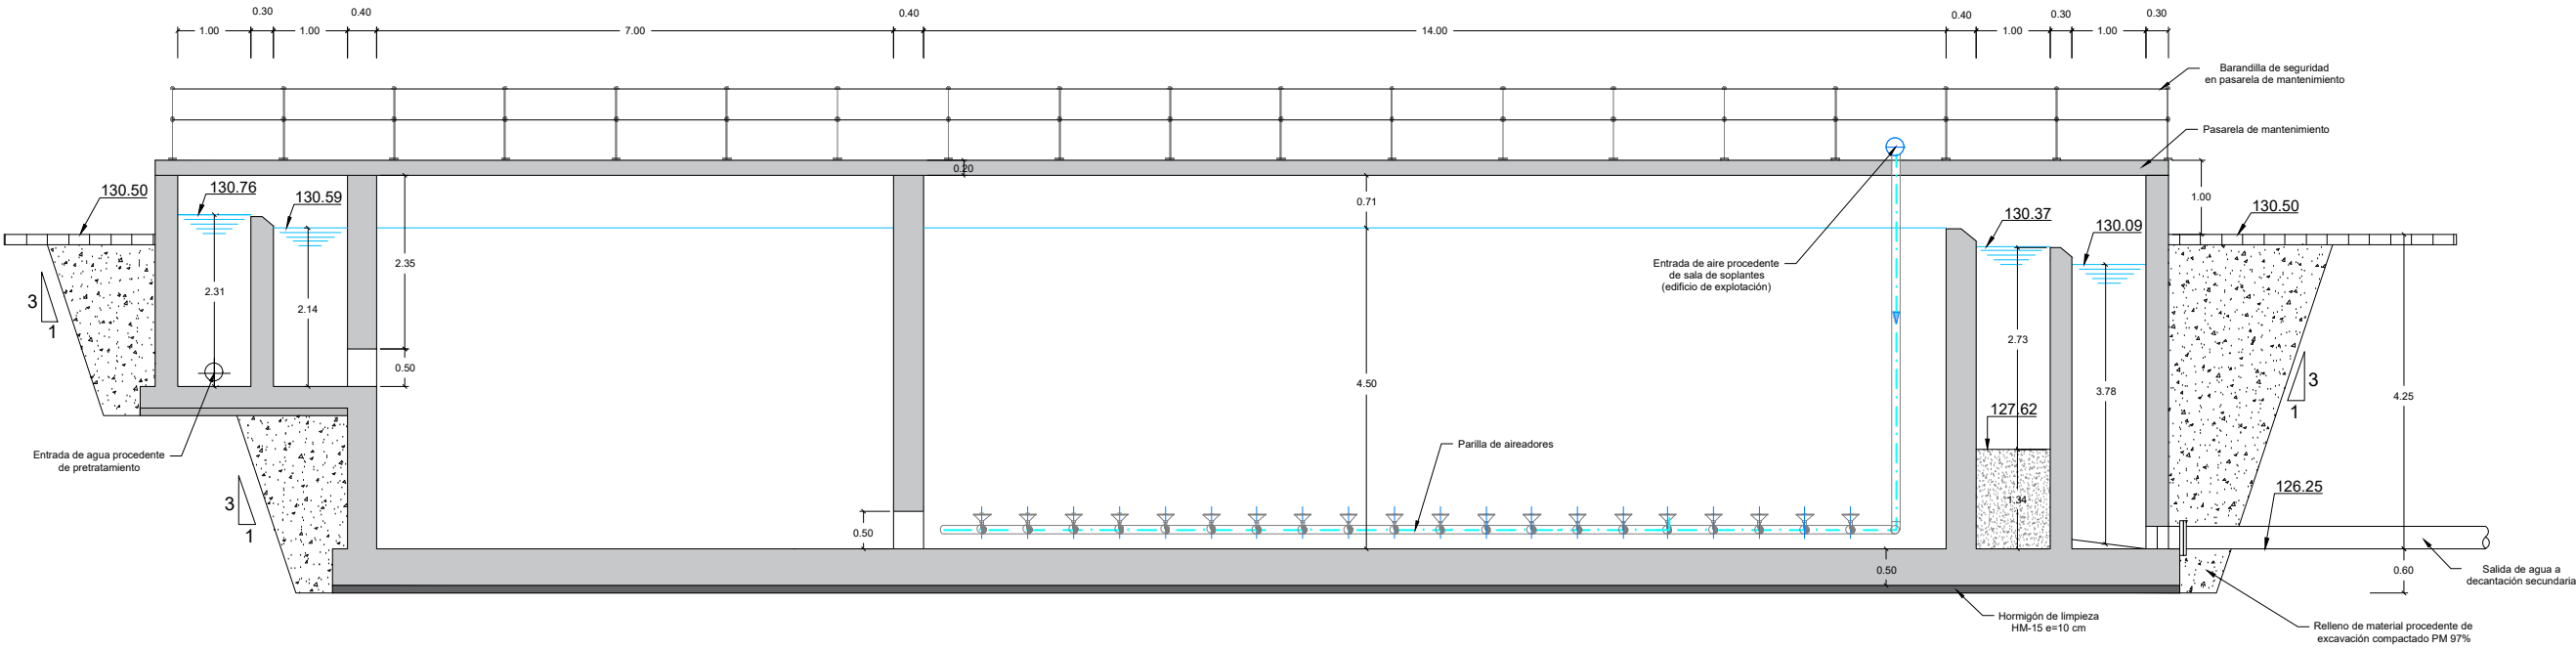 0.30
0.40
0.40
0.40
0.30
0.30
1.00
1.00
7.00
14.00
1.00
1.00
Barandilla de seguridad
en pasarela de mantenimiento
Pasarela de mantenimiento
0.20
130.50
130.76
130.59
0.71
1.00
130.50
130.37
130.09
2.35
Entrada de aire procedente
de sala de soplantes
(edificio de explotación)
2.31
2.14
3
1
0.50
2.73
4.50
3.78
3
1
4.25
127.62
Entrada de agua procedente
de pretratamiento
Parilla de aireadores
3
1
0.50
1.34
126.25
0.50
0.60
Salida de agua a
decantación secundaria
Hormigón de limpieza
HM-15 e=10 cm
Relleno de material procedente de
excavación compactado PM 97%